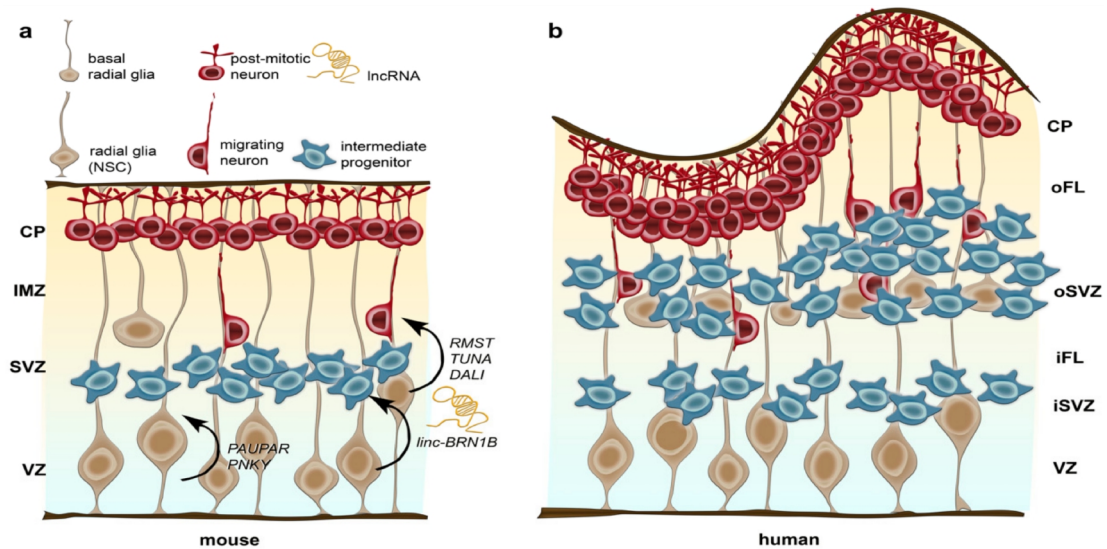 a
basal
radial glia
post-mitotic
neuron
lncRNA
radial glia
(NSC)
migrating
neuron
intermediate
progenitor
CP
IMZ
SVZ
VZ
RMST
TUNA
DALI
linc-BRN1B
PAUPAR
PNKY
mouse
b
CP
oFL
oSVZ
iFL
iSVZ
VZ
human